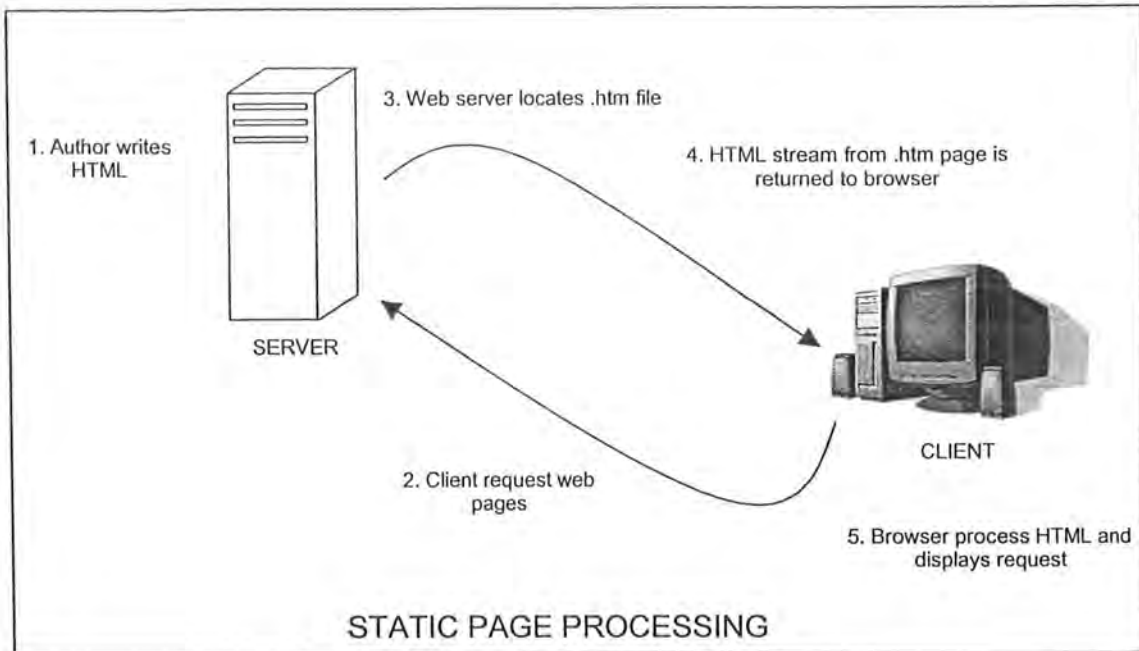 1. Author writes
HTML
3. Web server locates .htm file
4. HTML stream from .htm page is
returned to browser
SERVER
CLIENT
2. Client request web
pages
5. Browser process HTML and
displays request
STATIC PAGE PROCESSING